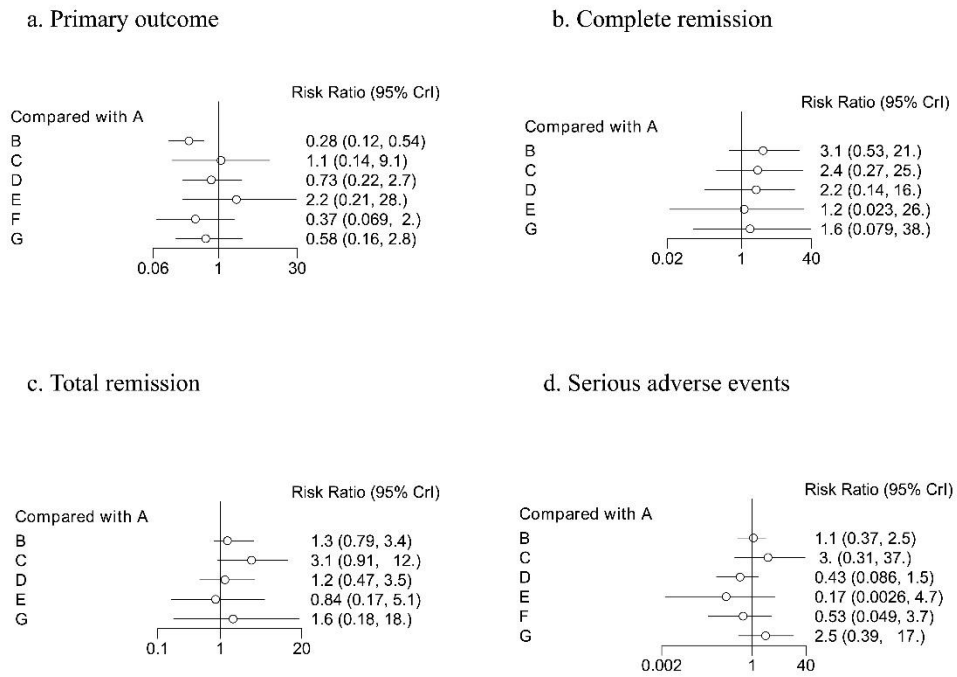 a. Primary outcome
Risk Ratio (95% CrI)
Compared with A
B 0.28 (0.12, 0.54)
C 1.1 (0.14, 9.1)
D 0.73 (0.22, 2.7)
E 2.2 (0.21, 28.)
F 0.37 (0.069, 2.)
G 0.58 (0.16, 2.8)
0.06 1 30
b. Complete remission
Risk Ratio (95% CrI)
Compared with A
B 3.1 (0.53, 21.)
C 2.4 (0.27, 25.)
D 2.2 (0.14, 16.)
E 1.2 (0.023, 26.)
G 1.6 (0.079, 38.)
0.02 1 40
c. Total remission
Risk Ratio (95% CrI)
Compared with A
B 1.3 (0.79, 3.4)
C 3.1 (0.91, 12.)
D 1.2 (0.47, 3.5)
E 0.84 (0.17, 5.1)
G 1.6 (0.18, 18.)
0.1 1 20
d. Serious adverse events
Risk Ratio (95% CrI)
Compared with A
B 1.1 (0.37, 2.5)
C 3. (0.31, 37.)
D 0.43 (0.086, 1.5)
E 0.17 (0.0026, 4.7)
F 0.53 (0.049, 3.7)
G 2.5 (0.39, 17.)
0.002 1 40